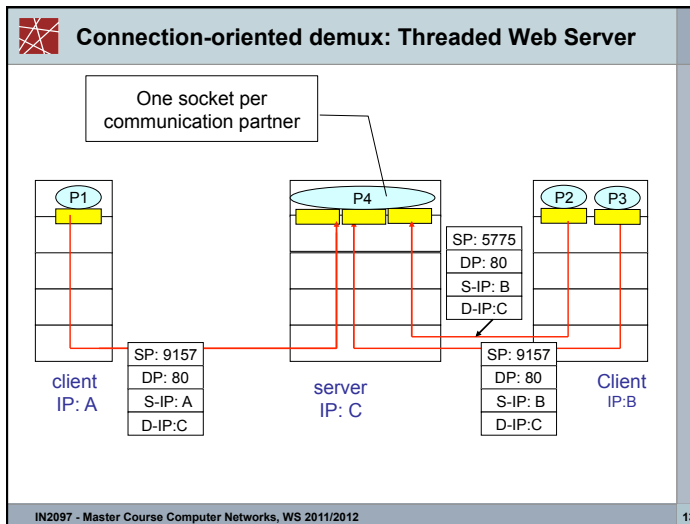 Connection-oriented demux: Threaded Web Server
One socket per
communication partner
P1
P4
P2
P3
SP: 5775
DP: 80
S-IP: B
D-IP:C
SP: 9157
DP: 80
S-IP: A
D-IP:C
SP: 9157
DP: 80
S-IP: B
D-IP:C
client
IP: A
server
IP: C
Client
IP:B
IN2097 - Master Course Computer Networks, WS 2011/2012